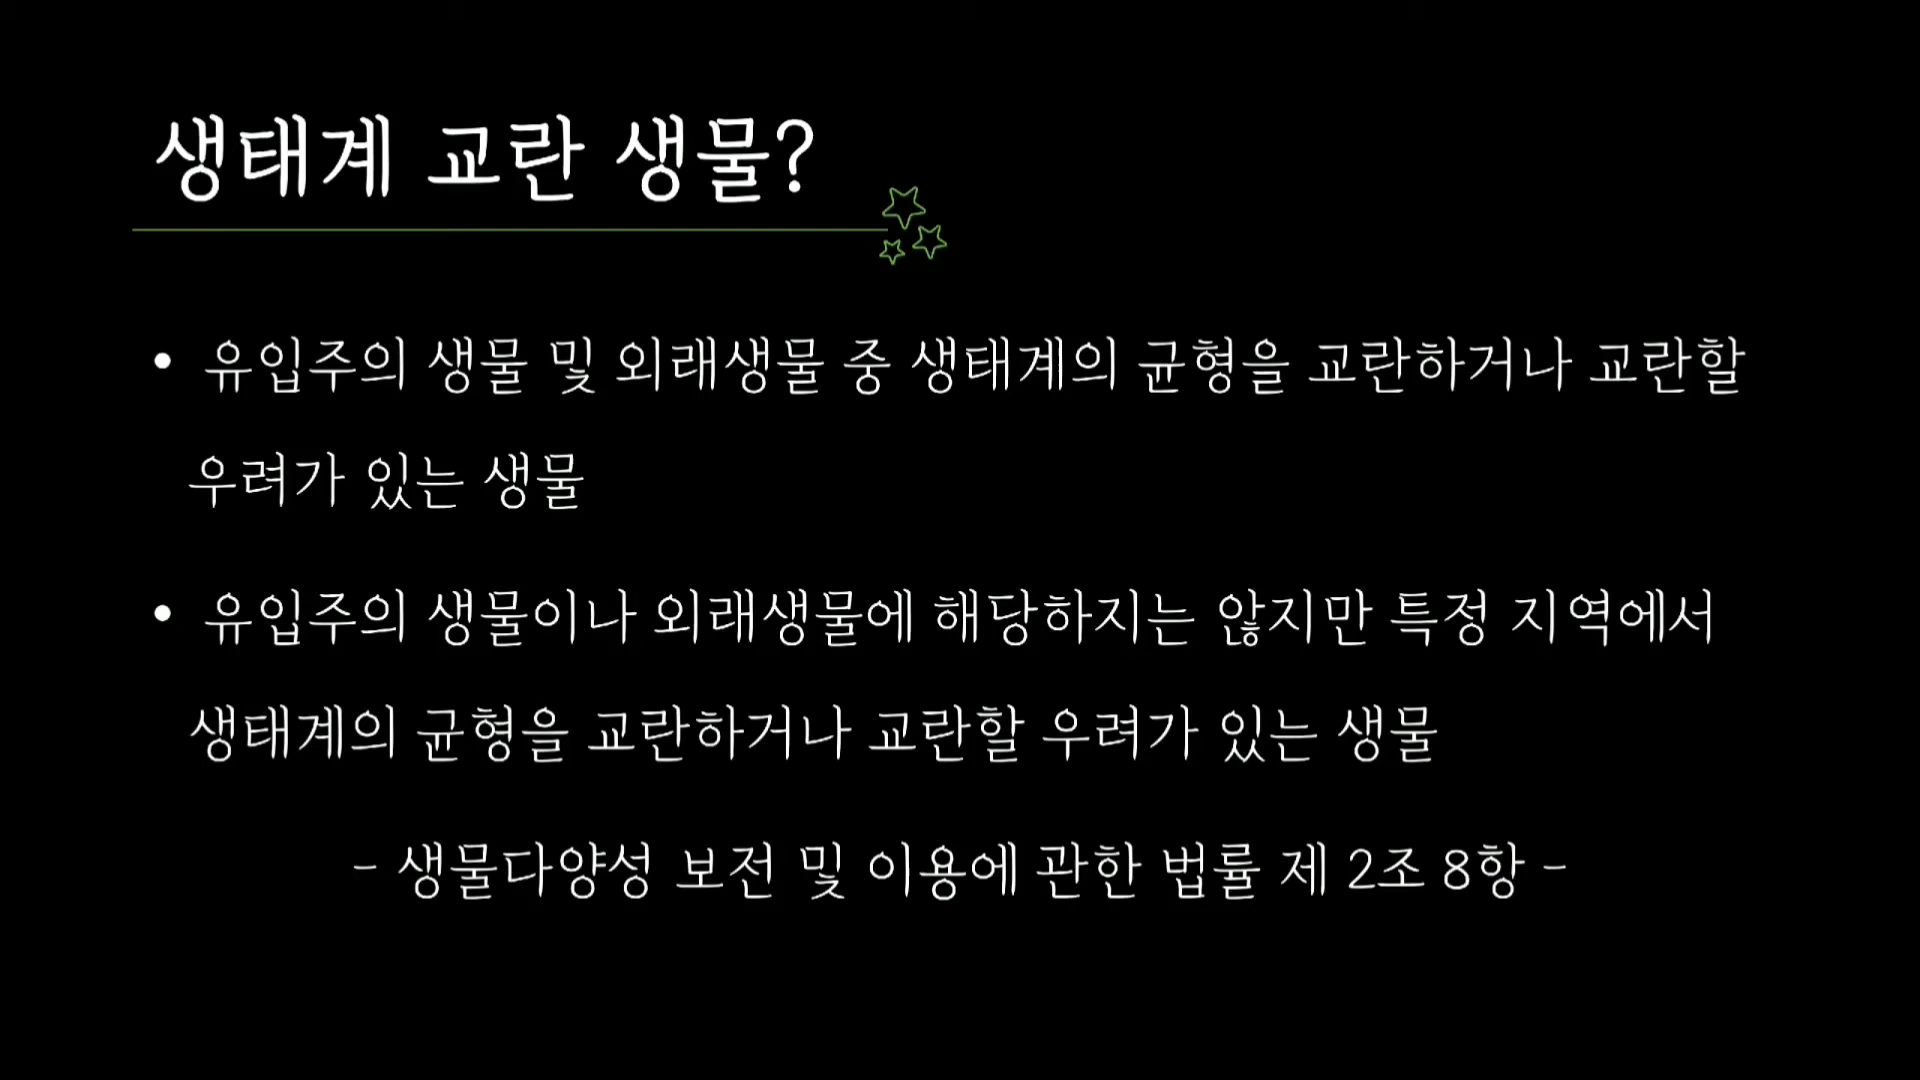 생태계 교란 생물?
• 유입주의 생물 및 외래생물 중 생태계의 균형을 교란하거나 교란할
우려가 있는 생물
• 유입주의 생물이나 외래생물에 해당하지는 않지만 특정 지역에서
생태계의 균형을 교란하거나 교란할 우려가 있는 생물
- 생물다양성 보전 및 이용에 관한 법률 제 2조 8항 -